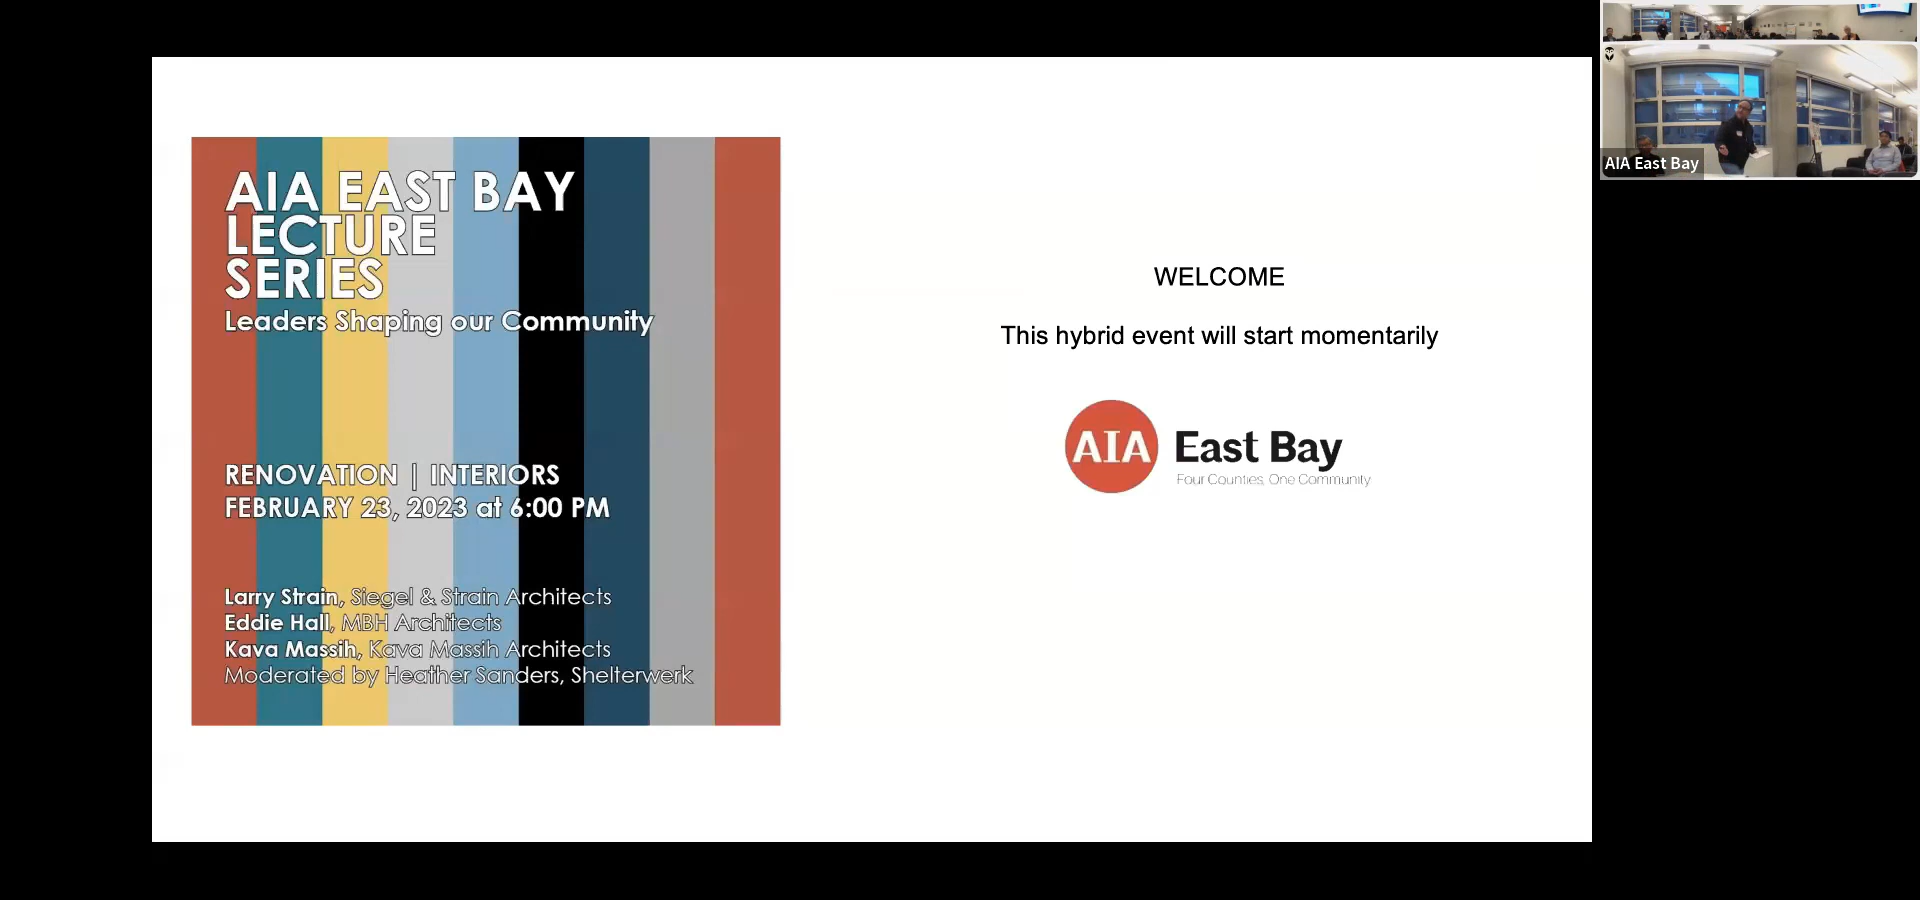 AIA EAST BAY
LECTURE
SERIES
Leaders Shaping our Community
RENOVATION | INTERIORS
FEBRUARY 23, 2023 at 6:00 PM
Larry Strain, Siegel & Strain Architects
Eddie Hall, MBH Architects
Kava Massih, Kava Massih Architects
Moderated by Heather Sanders, Shelterwerk
WELCOME
This hybrid event will start momentarily
AIA East Bay
Four Counties, One Community
AIA East Bay